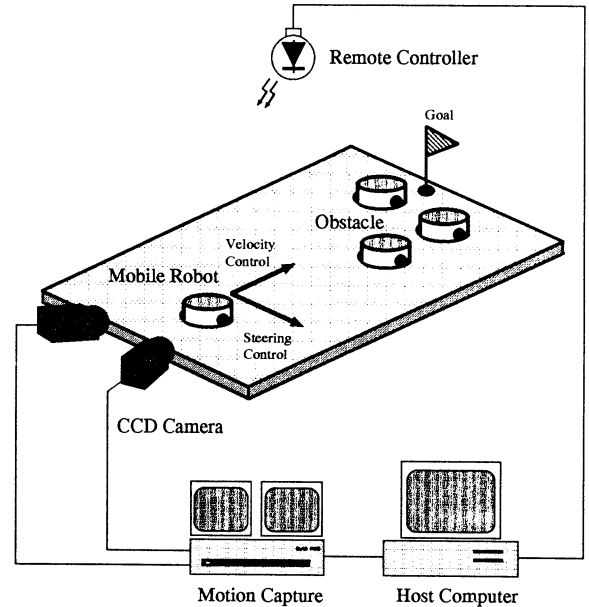 Remote Controller
Goal
Obstacle
Velocity
Control
Mobile Robot
Steering
Control
CCD Camera
Motion Capture
Host Computer